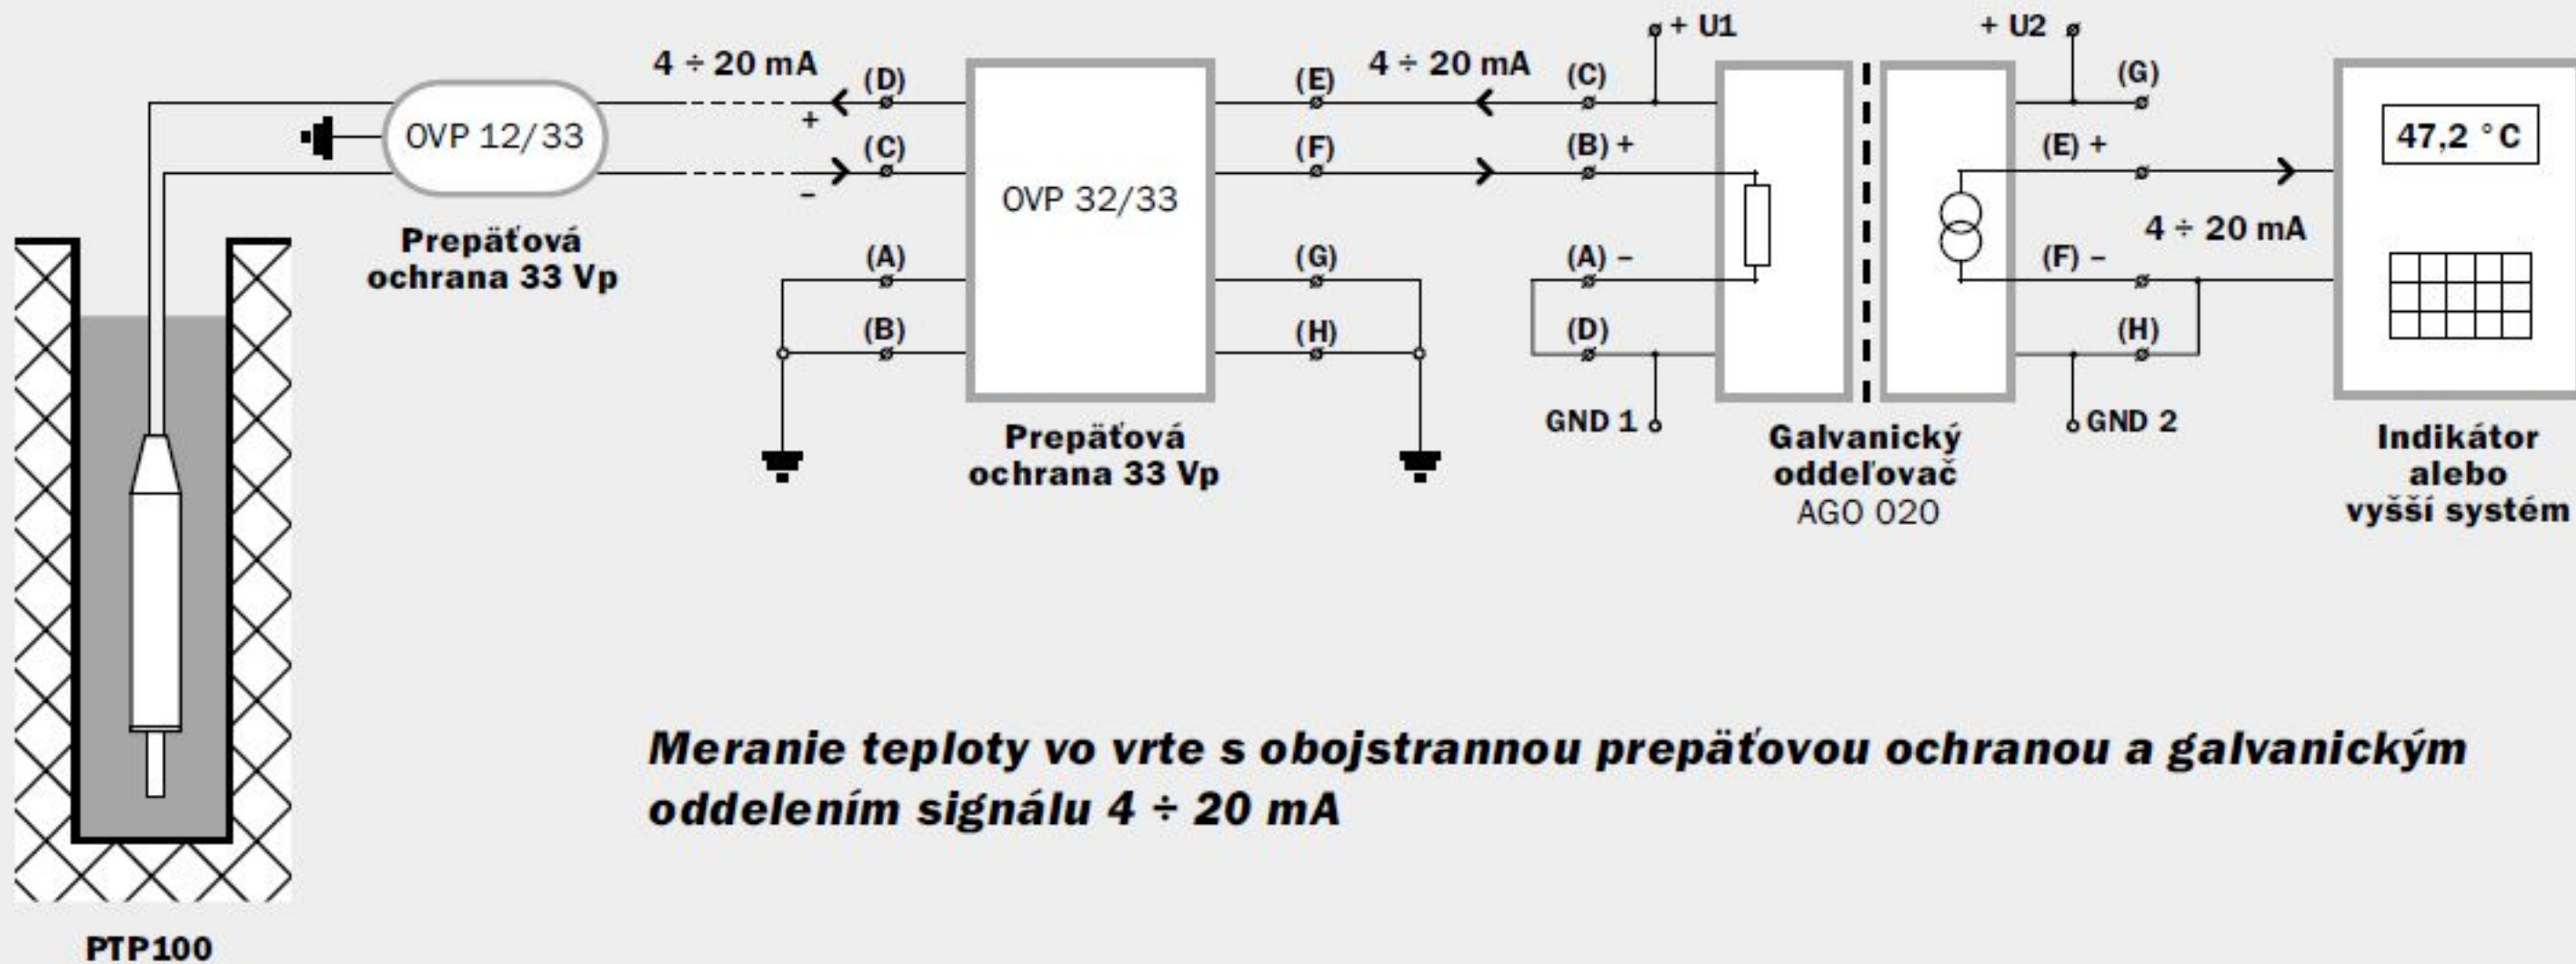 + U1
+ U2
4 ÷ 20 mA
(D)
(E)
4 ÷ 20 mA
(C)
(G)
+
OVP 12/33
(C)
(F)
(B) +
(E) +
47,2 °C
–
OVP 32/33
Prepäťová
ochrana 33 Vp
4 ÷ 20 mA
(A)
(G)
(A) –
(F) –
(B)
(H)
(D)
(H)
GND 1
GND 2
Prepäťová
ochrana 33 Vp
Galvanický
oddeľovač
AGO 020
Indikátor
alebo
vyšší systém
Meranie teploty vo vrte s obojstrannou prepäťovou ochranou a galvanickým
oddelením signálu 4 ÷ 20 mA
PTP100